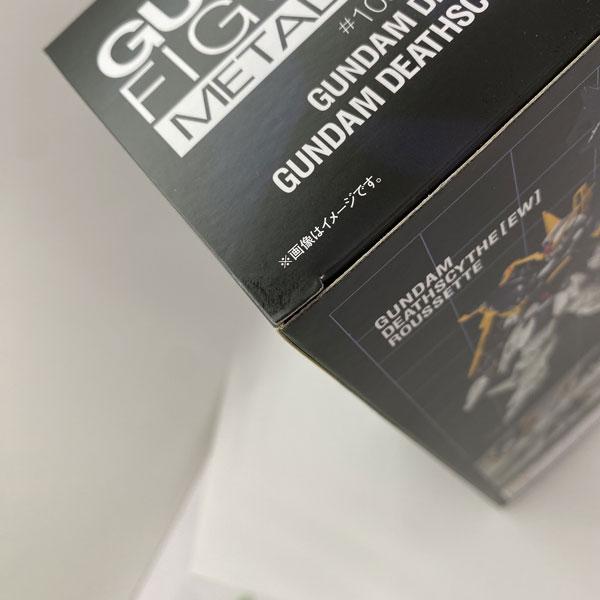 GU
FIG
METAL
#10
GUNDAM D
GUNDAM DEATHSC
※画像はイメージです。
GUNDAM
DEATHSCYTHE[EW]
ROUSSETTE